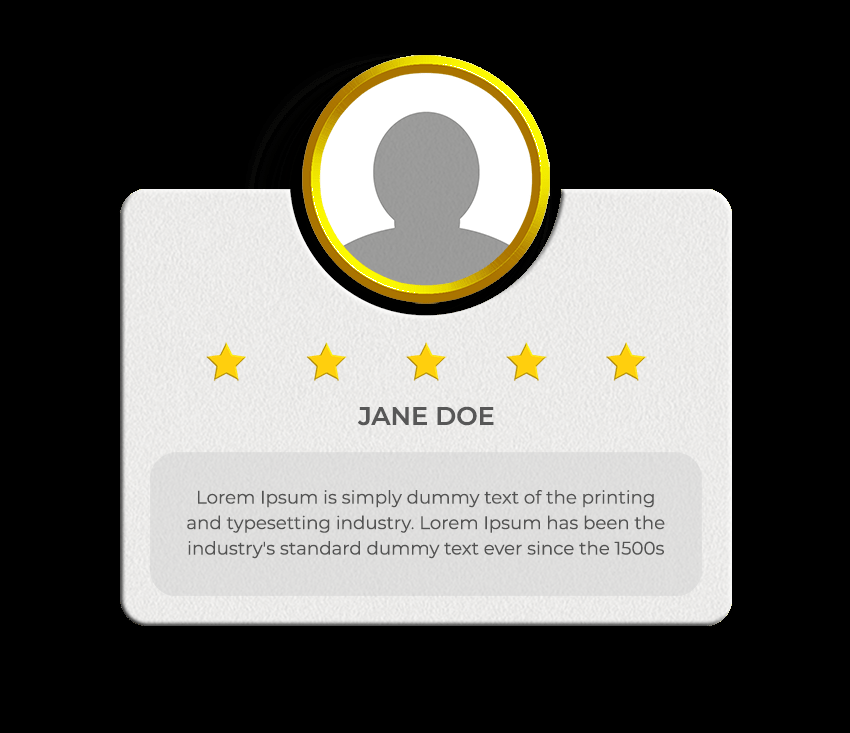 JANE DOE
Lorem Ipsum is simply dummy text of the printing
and typesetting industry. Lorem Ipsum has been the
industry's standard dummy text ever since the 1500s